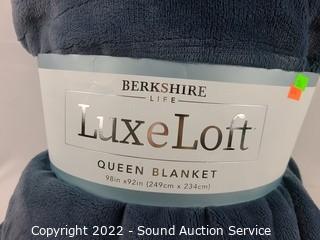 BERKSHIRE
LIFE
LuxeLoft
QUEEN BLANKET
98in x92in (249cm x 234cm)
Copyright 2022 - Sound Auction Service